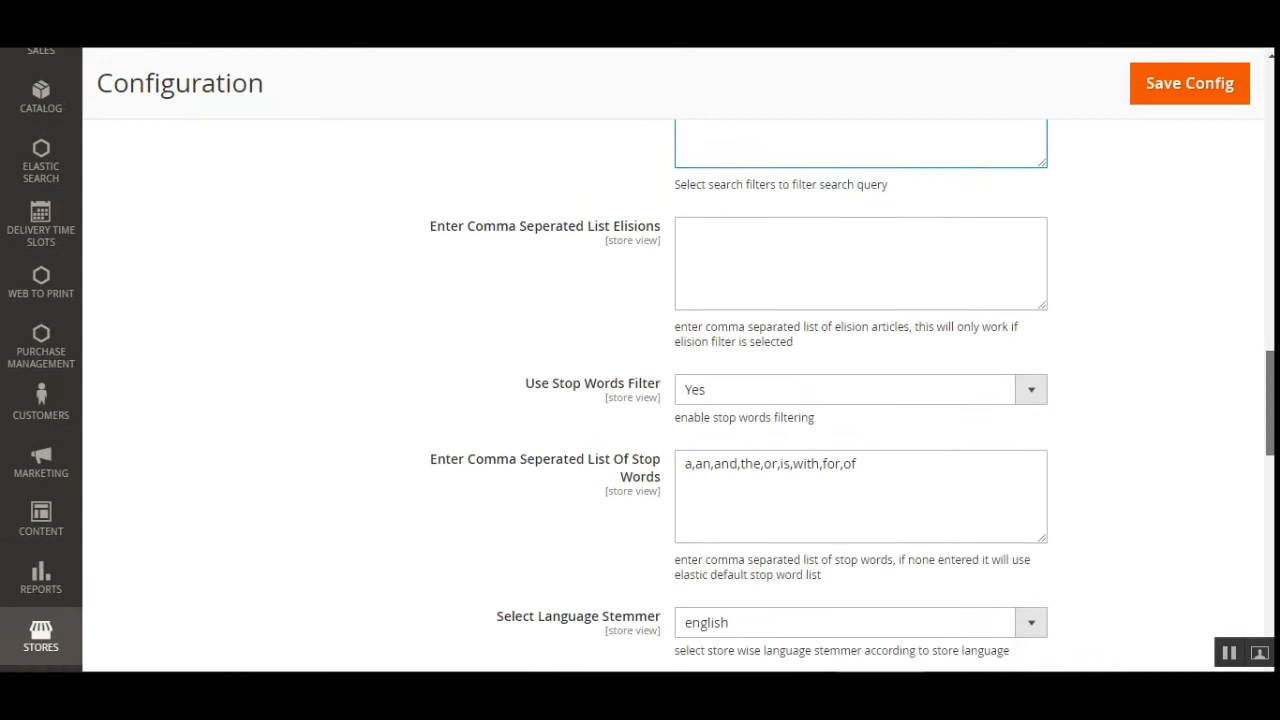 SALES
Configuration
Save Config
CATALOG
ELASTIC
SEARCH
Select search filters to filter search query
DELIVERY TIME
SLOTS
Enter Comma Seperated List Elisions
[store view]
WEB TO PRINT
enter comma separated list of elision articles, this will only work if
elision filter is selected
PURCHASE
MANAGEMENT
Use Stop Words Filter
[store view]
Yes
enable stop words filtering
CUSTOMERS
Enter Comma Seperated List Of Stop
Words
[store view]
a,an,and,the,or,is,with,for,of
MARKETING
CONTENT
enter comma separated list of stop words, if none entered it will use
elastic default stop word list
REPORTS
Select Language Stemmer
[store view]
english
select store wise language stemmer according to store language
STORES